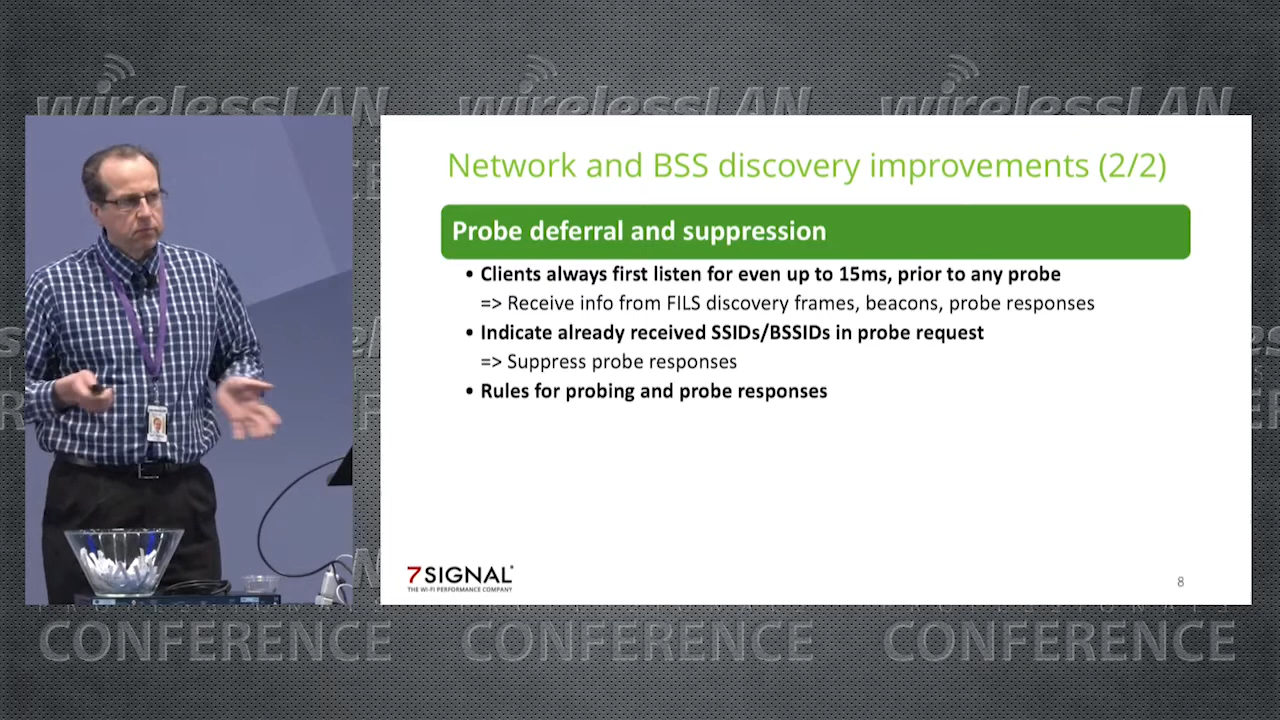 wirelessLAN wirelessLAN wirelessLAN
Network and BSS discovery improvements (2/2)
Probe deferral and suppression
• Clients always first listen for even up to 15ms, prior to any probe
=> Receive info from FILS discovery frames, beacons, probe responses
• Indicate already received SSIDs/BSSIDs in probe request
=> Suppress probe responses
• Rules for probing and probe responses
7SIGNAL®
THE WI-FI PERFORMANCE COMPANY
8
CONFERENCE CONFERENCE CONFERENCE